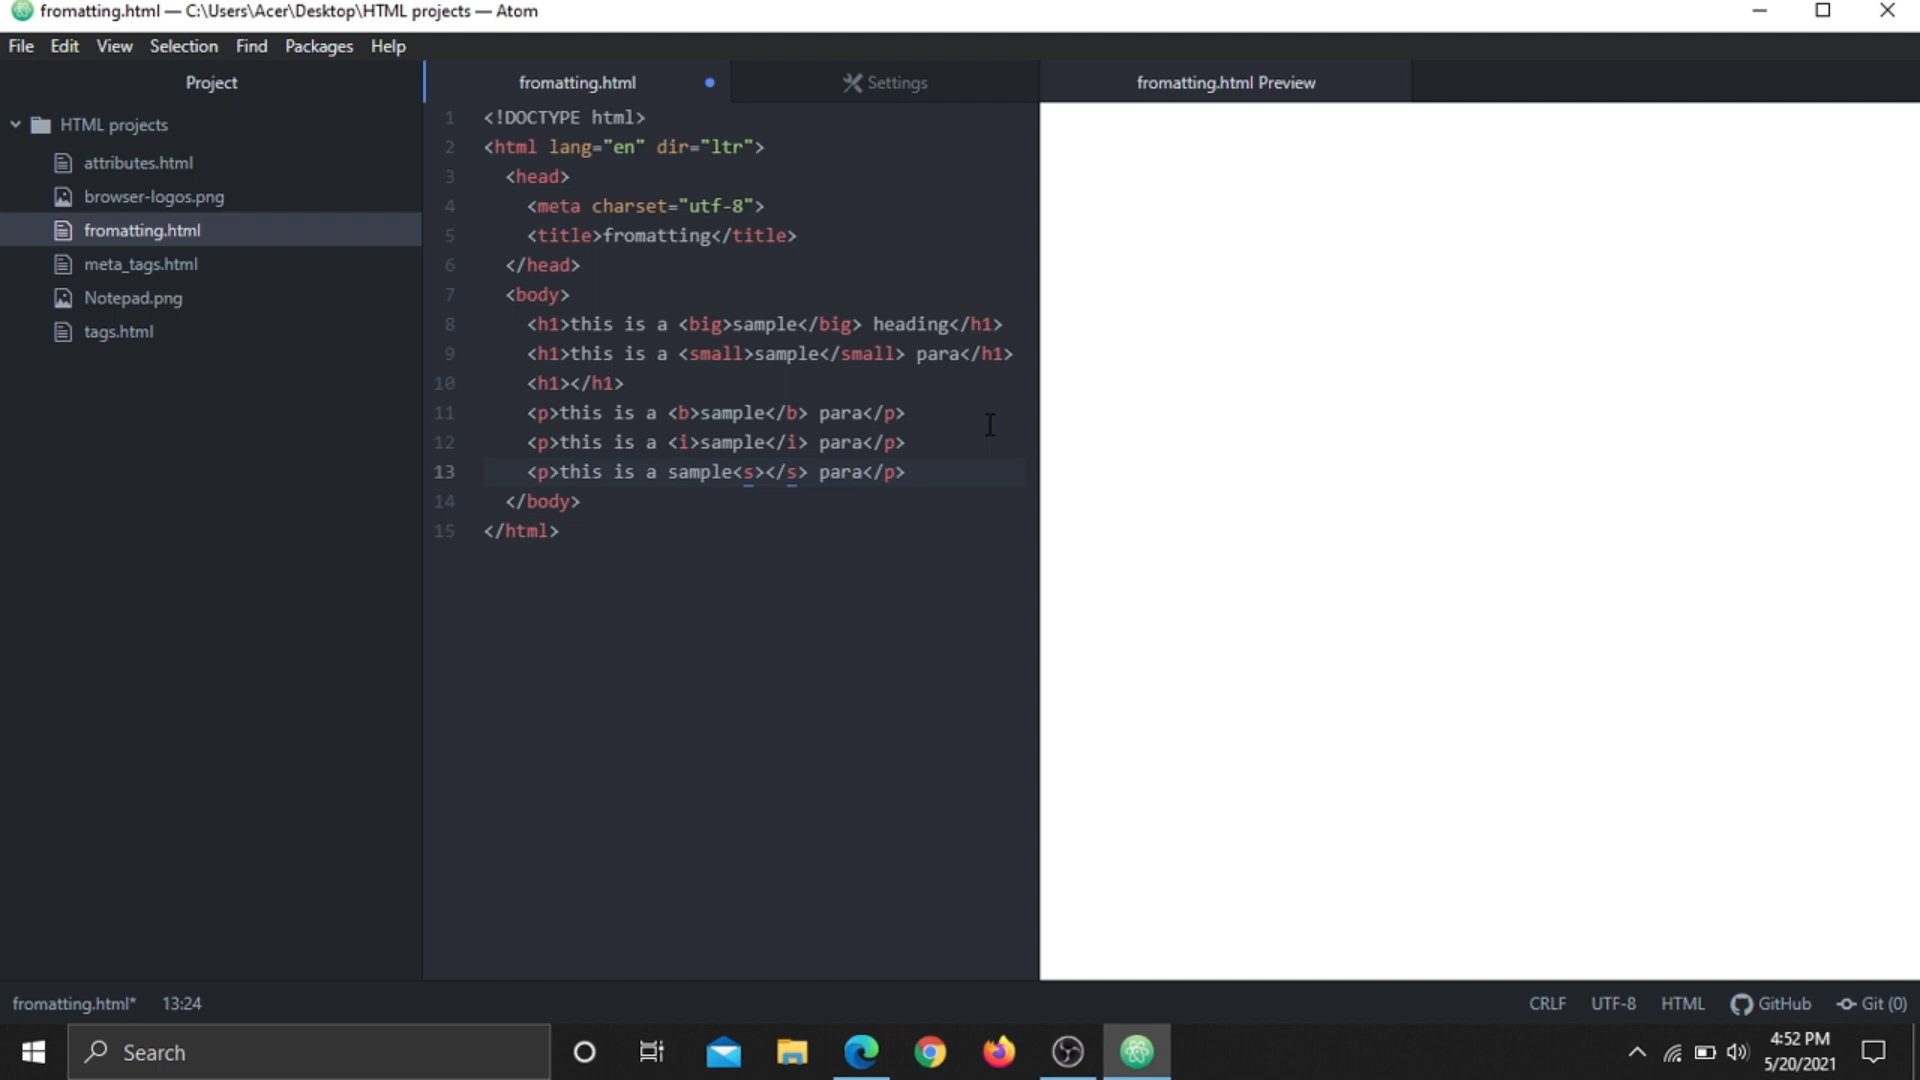 fromatting.html — C:\Users\Acer\Desktop\HTML projects — Atom
File Edit View Selection Find Packages Help
Project
fromatting.html
Settings
fromatting.html Preview
HTML projects
attributes.html
browser-logos.png
fromatting.html
meta_tags.html
Notepad.png
tags.html
1 <!DOCTYPE html>
2 <html lang="en" dir="ltr">
3 <head>
4 <meta charset="utf-8">
5 <title>fromatting</title>
6 </head>
7 <body>
8 <h1>this is a <big>sample</big> heading</h1>
9 <h1>this is a <small>sample</small> para</h1>
10 <h1></h1>
11 <p>this is a <b>sample</b> para</p>
12 <p>this is a <i>sample</i> para</p>
13 <p>this is a sample<s></s> para</p>
14 </body>
15 </html>
fromatting.html* 13:24
CRLF UTF-8 HTML GitHub Git (0)
Search
4:52 PM
5/20/2021